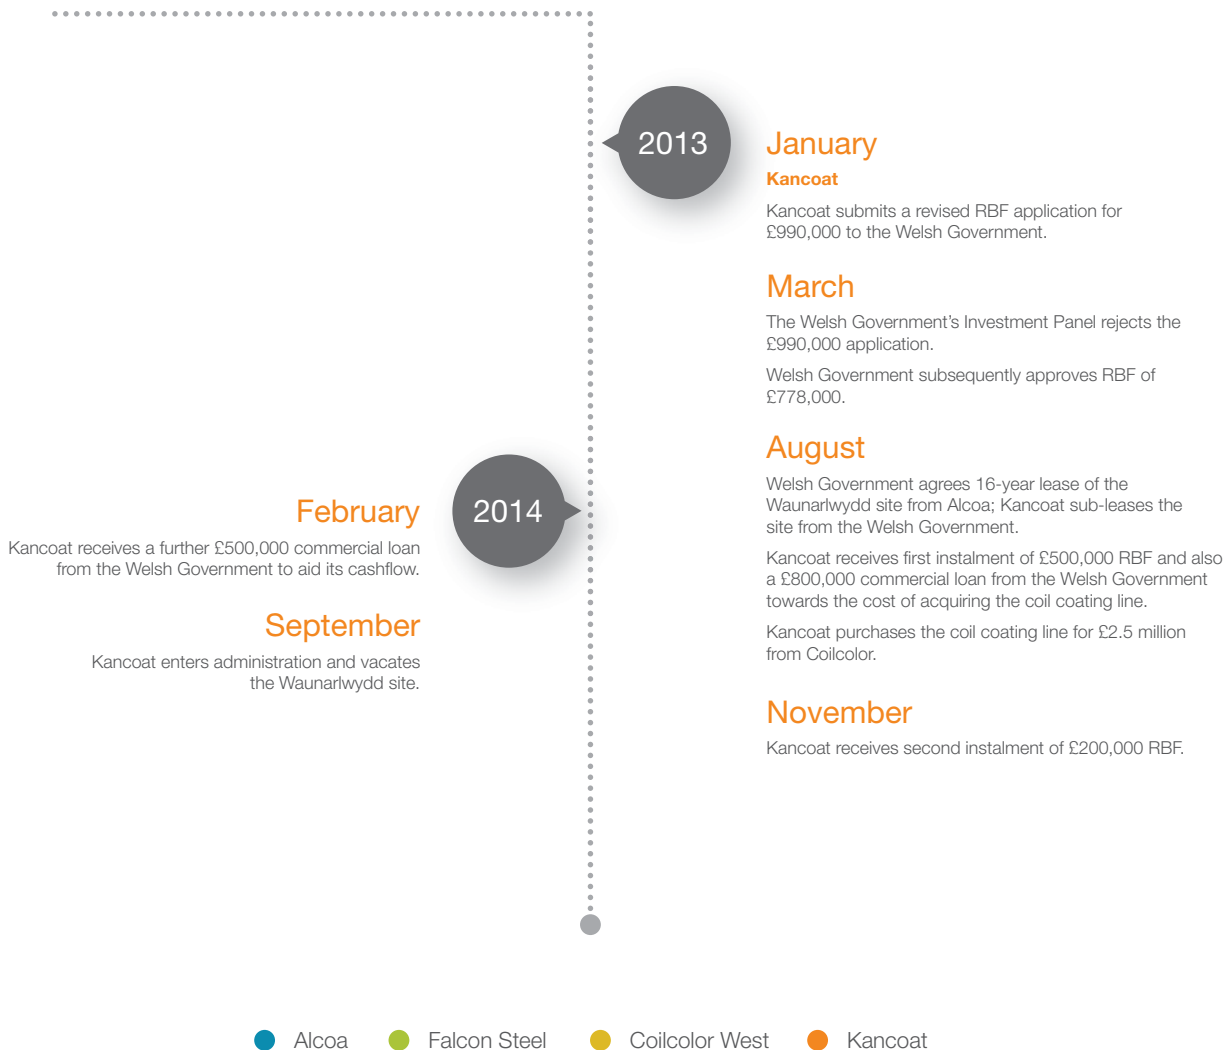 2013
January
Kancoat
Kancoat submits a revised RBF application for
£990,000 to the Welsh Government.
March
The Welsh Government’s Investment Panel rejects the
£990,000 application.
Welsh Government subsequently approves RBF of
£778,000.
August
Welsh Government agrees 16-year lease of the
Waunarlwydd site from Alcoa; Kancoat sub-leases the
site from the Welsh Government.
Kancoat receives first instalment of £500,000 RBF and also
a £800,000 commercial loan from the Welsh Government
towards the cost of acquiring the coil coating line.
Kancoat purchases the coil coating line for £2.5 million
from Coilcolor.
November
Kancoat receives second instalment of £200,000 RBF.
2014
February
Kancoat receives a further £500,000 commercial loan
from the Welsh Government to aid its cashflow.
September
Kancoat enters administration and vacates
the Waunarlwydd site.
Alcoa
Falcon Steel
Coilcolor West
Kancoat